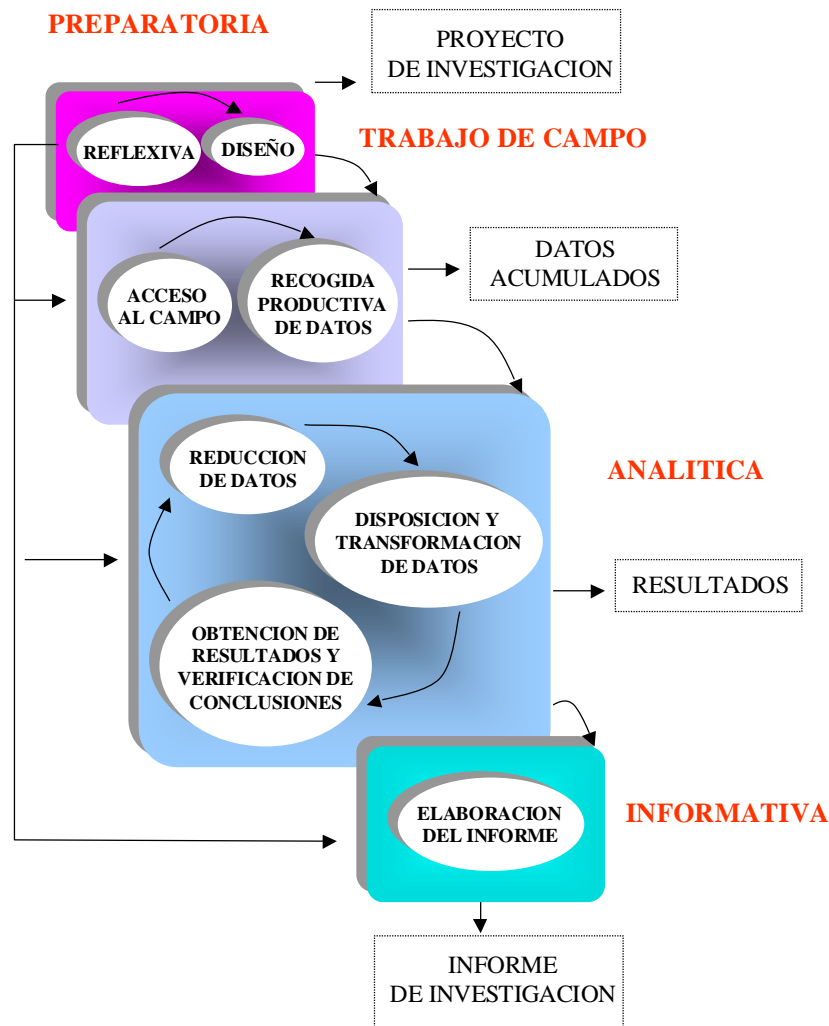 PREPARATORIA
PROYECTO
DE INVESTIGACION
REFLEXIVA
DISEÑO
TRABAJO DE CAMPO
ACCESO
AL CAMPO
RECOGIDA
PRODUCTIVA
DE DATOS
DATOS
ACUMULADOS
REDUCCION
DE DATOS
ANALITICA
DISPOSICION Y
TRANSFORMACION
DE DATOS
RESULTADOS
OBTENCION DE
RESULTADOS Y
VERIFICACION DE
CONCLUSIONES
ELABORACION
DEL INFORME
INFORMATIVA
INFORME
DE INVESTIGACION